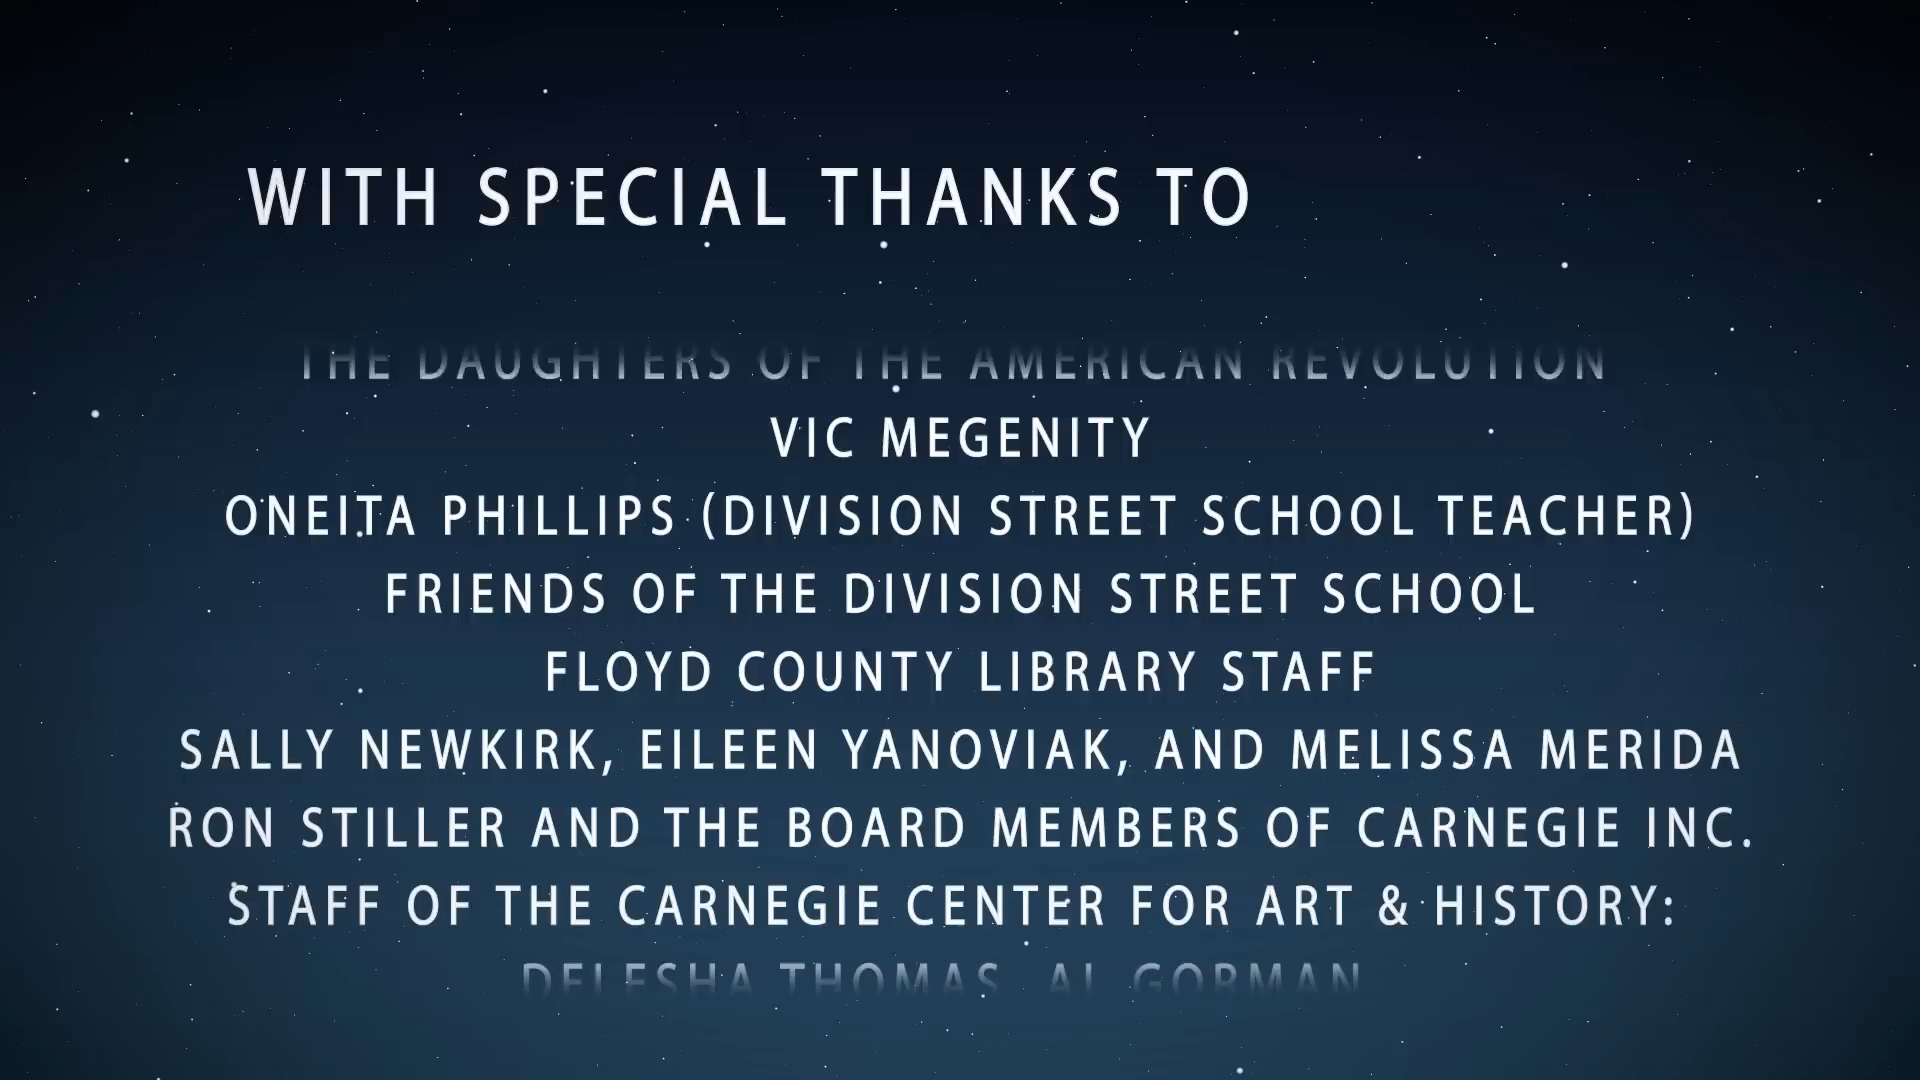 WITH SPECIAL THANKS TO
THE DAUGHTERS OF THE AMERICAN REVOLUTION
VIC MEGENITY
ONEITA PHILLIPS (DIVISION STREET SCHOOL TEACHER)
FRIENDS OF THE DIVISION STREET SCHOOL
FLOYD COUNTY LIBRARY STAFF
SALLY NEWKIRK, EILEEN YANOVIAK, AND MELISSA MERIDA
RON STILLER AND THE BOARD MEMBERS OF CARNEGIE INC.
STAFF OF THE CARNEGIE CENTER FOR ART & HISTORY:
DELESHA THOMAS, AL GORMAN